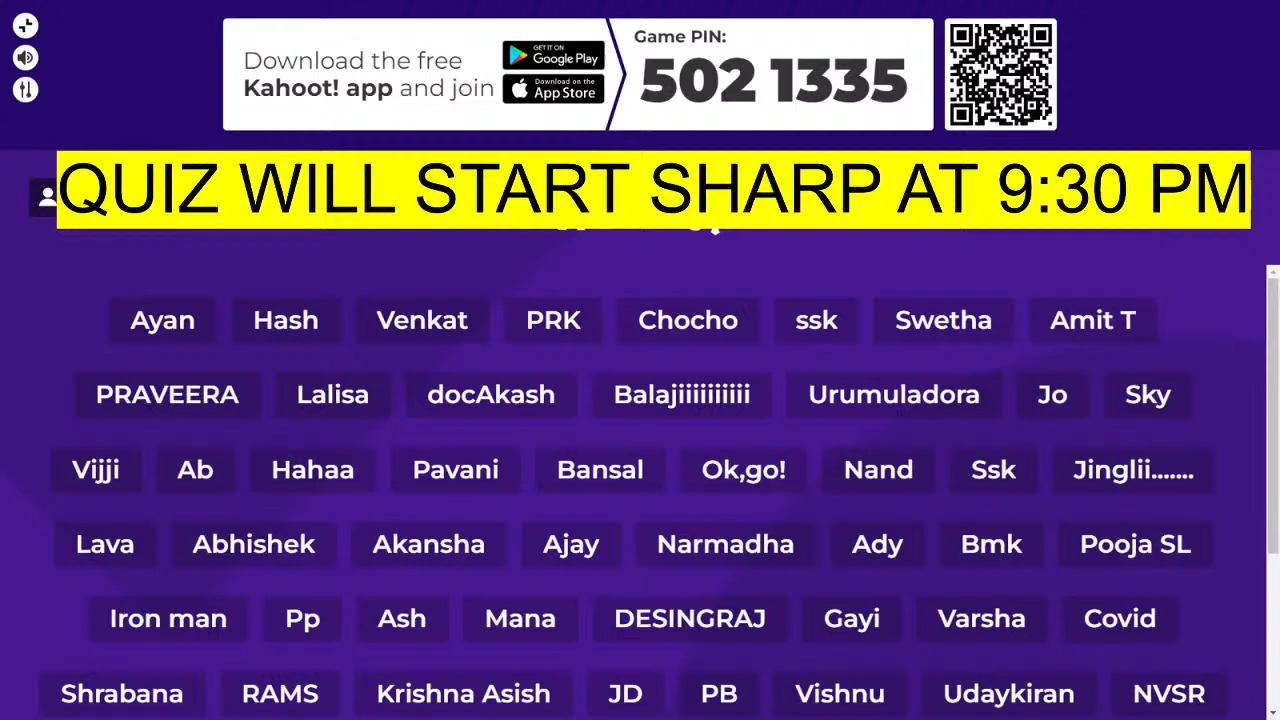 Download the free
Kahoot! app and join
GET IT ON
Google Play
Download on the
App Store
Game PIN:
502 1335
QUIZ WILL START SHARP AT 9:30 PM
Ayan Hash Venkat PRK Chocho ssk Swetha Amit T
PRAVEERA Lalisa docAkash Balajiiiiiiiiiii Urumuladora Jo Sky
Vijji Ab Hahaa Pavani Bansal Ok,go! Nand Ssk Jinglii.......
Lava Abhishek Akansha Ajay Narmadha Ady Bmk Pooja SL
Iron man Pp Ash Mana DESINGRAJ Gayi Varsha Covid
Shrabana RAMS Krishna Asish JD PB Vishnu Udaykiran NVSR